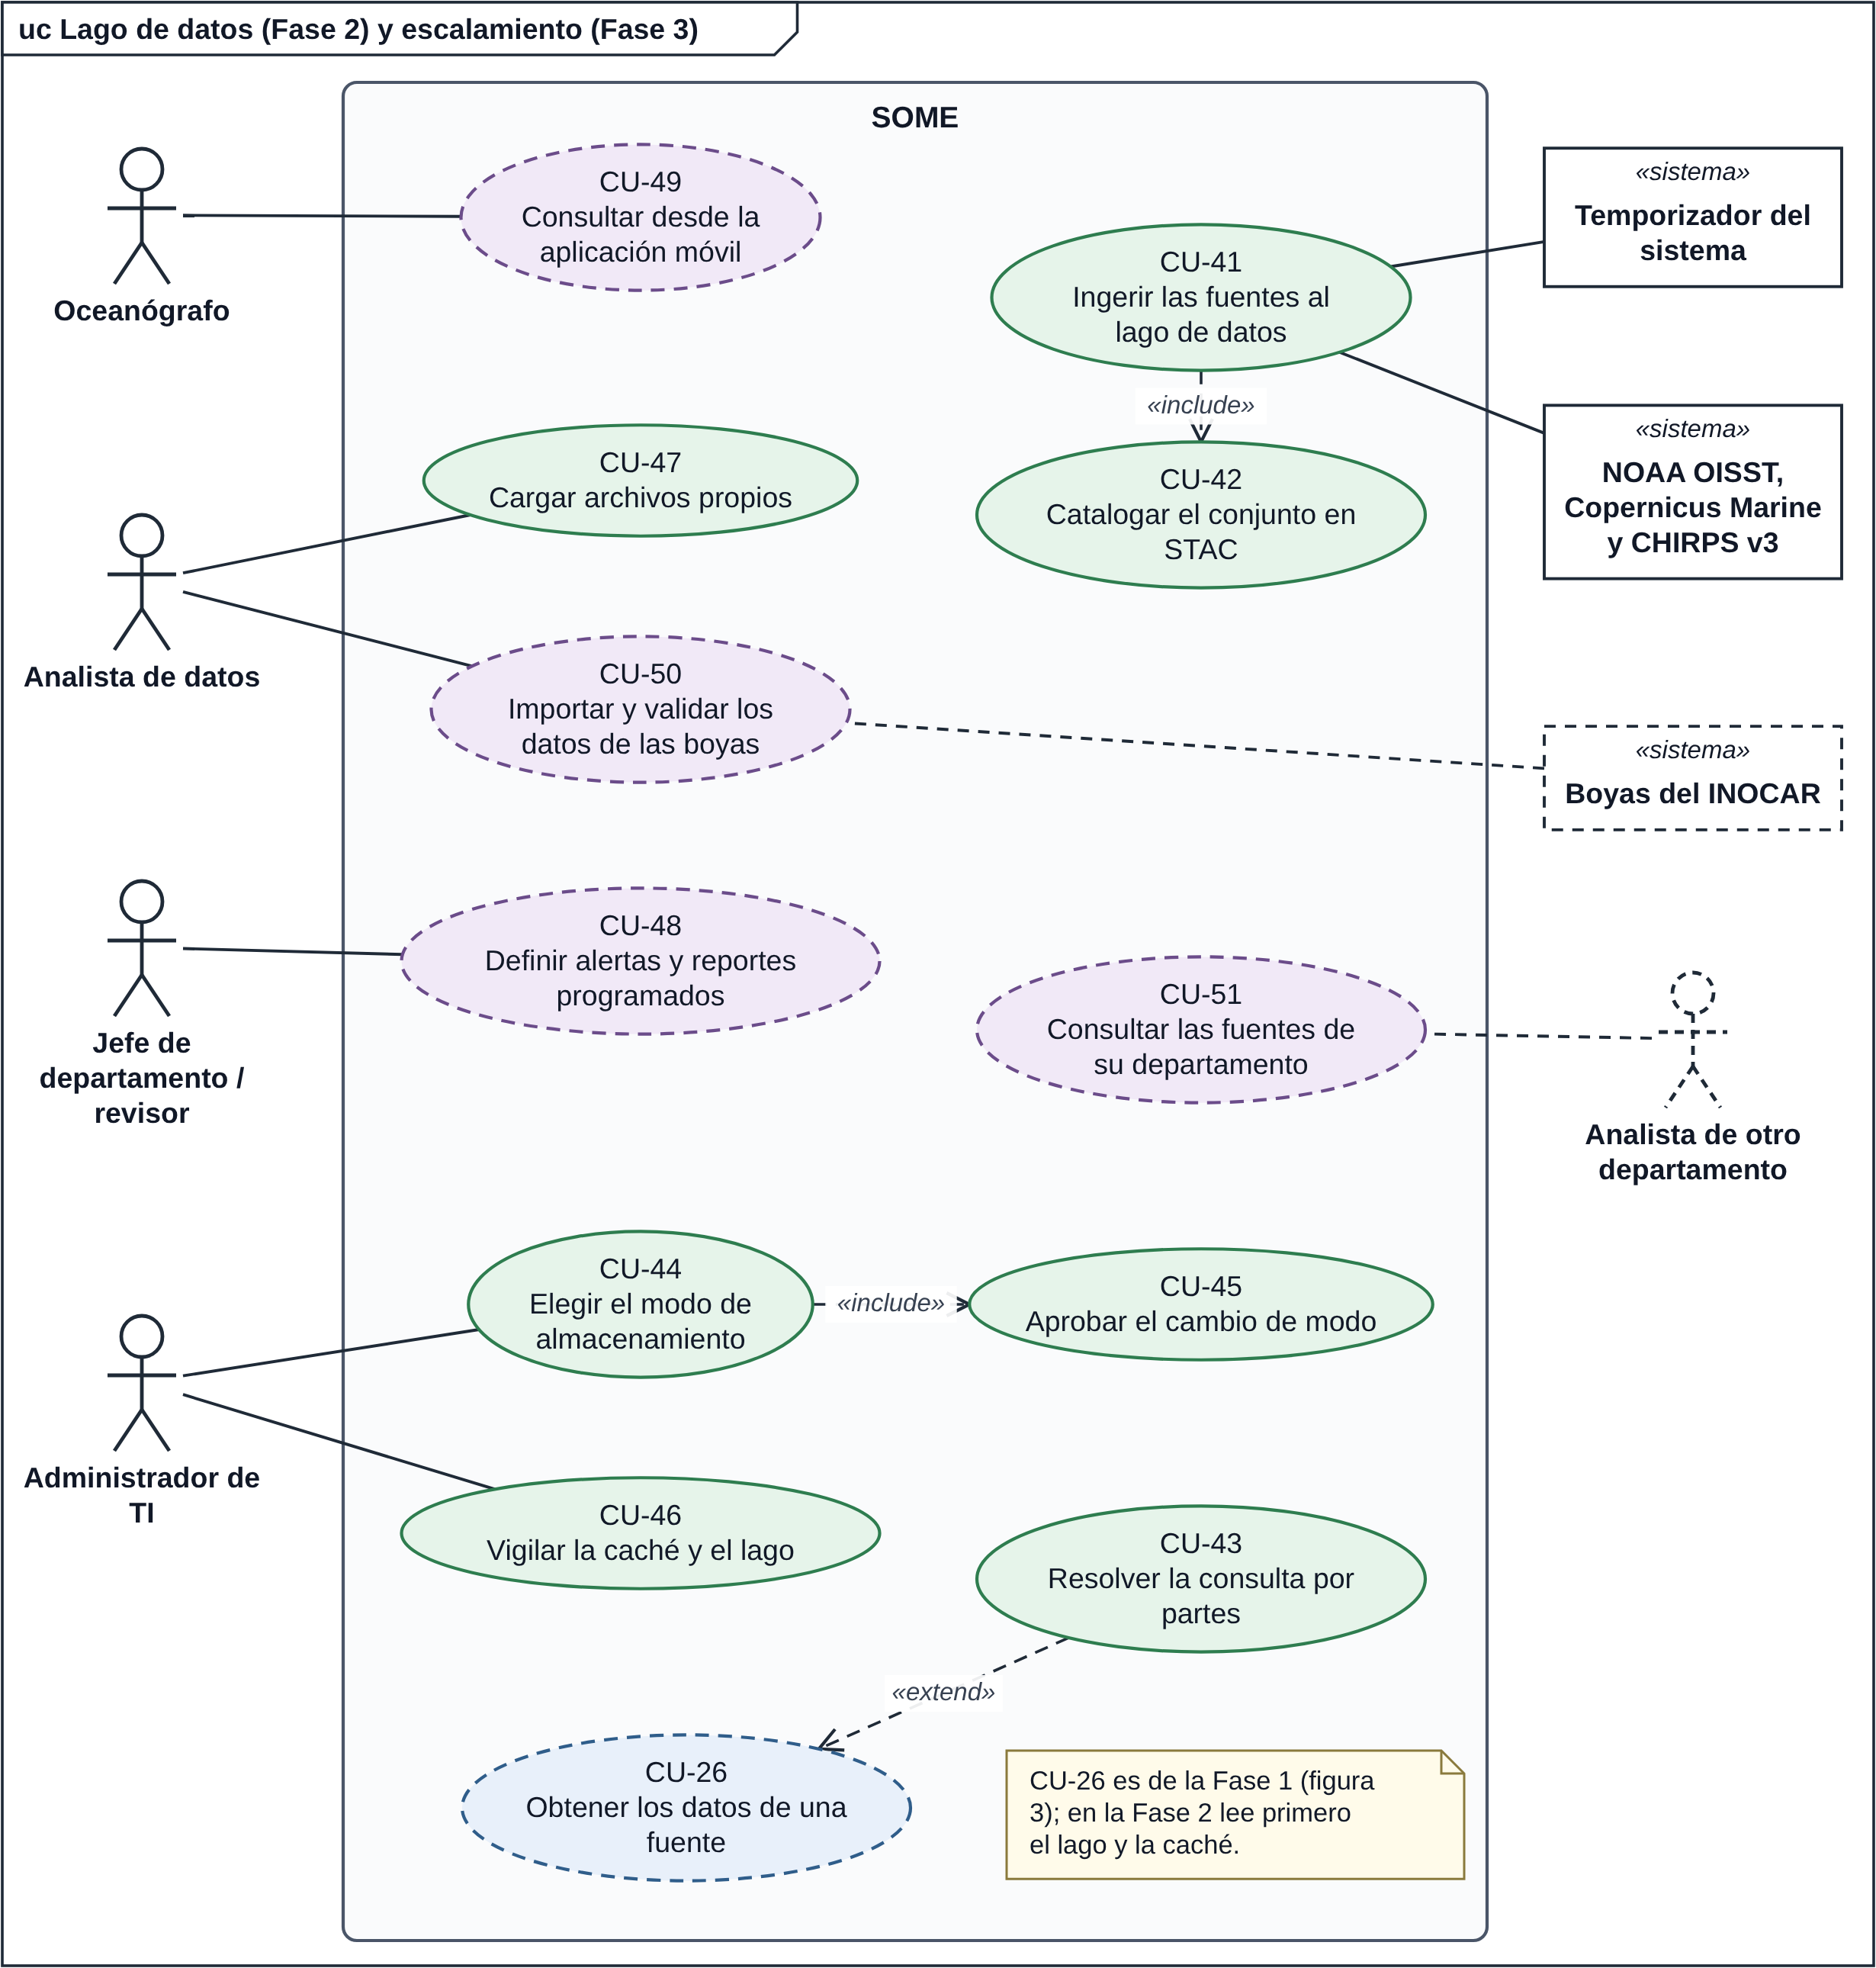 uc Lago de datos (Fase 2) y escalamiento (Fase 3)
SOME
CU-49
Consultar desde la
aplicación móvil
Oceanógrafo
CU-41
Ingerir las fuentes al
lago de datos
«sistema»
Temporizador del
sistema
«include»
CU-47
Cargar archivos propios
CU-42
Catalogar el conjunto en
STAC
«sistema»
NOAA OISST,
Copernicus Marine
y CHIRPS v3
Analista de datos
CU-50
Importar y validar los
datos de las boyas
«sistema»
Boyas del INOCAR
CU-48
Definir alertas y reportes
programados
Jefe de
departamento /
revisor
CU-51
Consultar las fuentes de
su departamento
Analista de otro
departamento
CU-44
Elegir el modo de
almacenamiento
«include»
CU-45
Aprobar el cambio de modo
Administrador de
TI
CU-46
Vigilar la caché y el lago
CU-43
Resolver la consulta por
partes
«extend»
CU-26
Obtener los datos de una
fuente
CU-26 es de la Fase 1 (figura
3); en la Fase 2 lee primero
el lago y la caché.